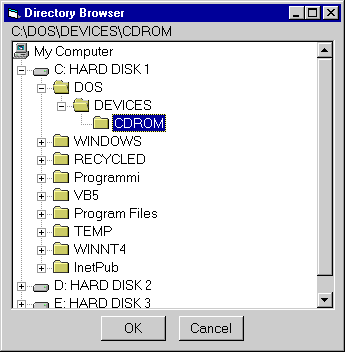 Directory Browser
C:\DOS\DEVICES\CDROM
My Computer
C: HARD DISK 1
DOS
DEVICES
CDROM
WINDOWS
RECYCLED
Programmi
VB5
Program Files
TEMP
WINNT4
InetPub
D: HARD DISK 2
E: HARD DISK 3
OK Cancel